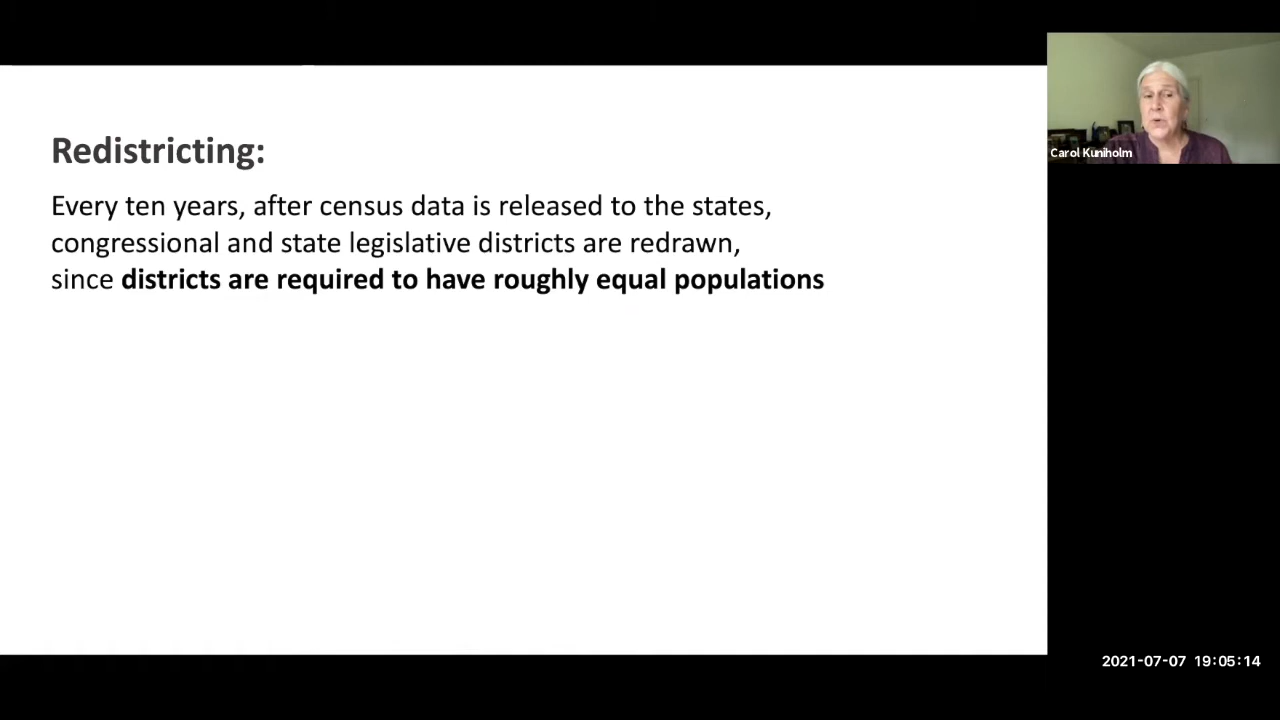 Redistricting:
Every ten years, after census data is released to the states,
congressional and state legislative districts are redrawn,
since districts are required to have roughly equal populations
Carol Kuniholm
2021-07-07 19:05:14